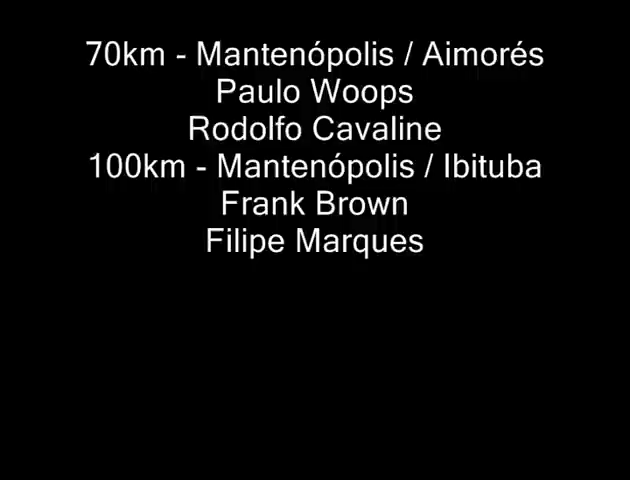 70km - Mantenópolis / Aimorés
Paulo Woops
Rodolfo Cavaline
100km - Mantenópolis / Ibituba
Frank Brown
Filipe Marques